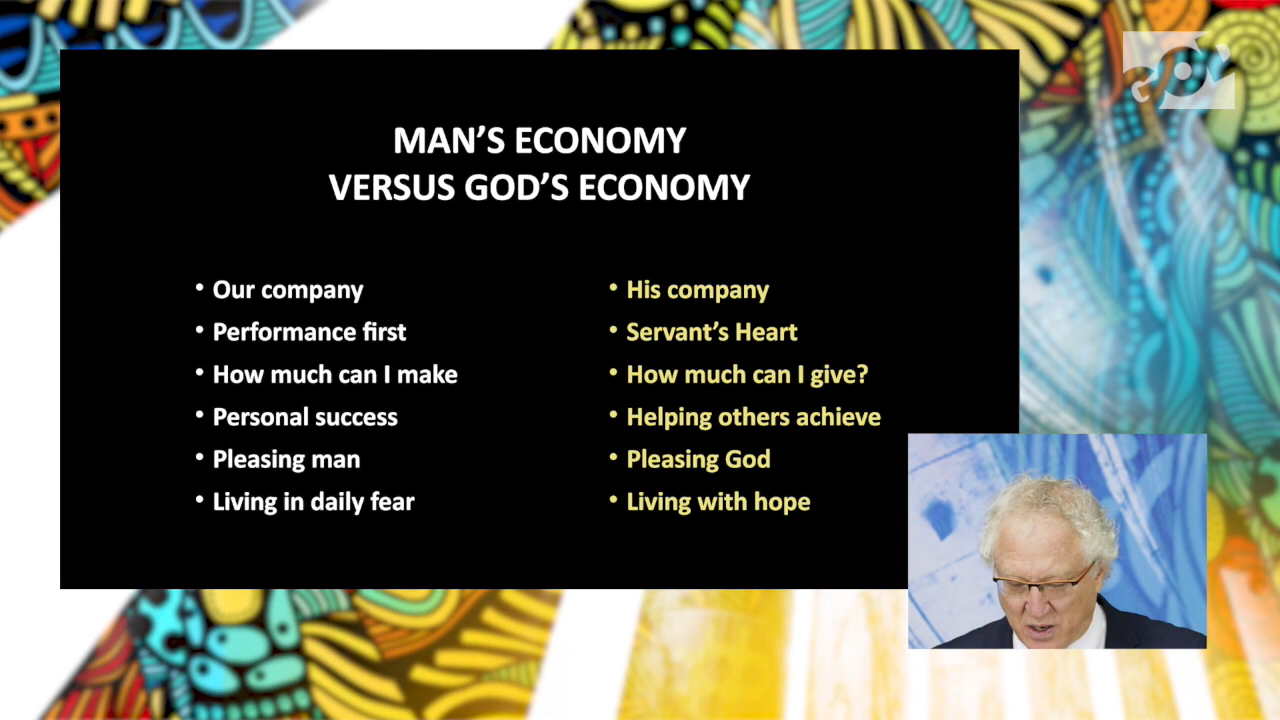 MAN’S ECONOMY
VERSUS GOD’S ECONOMY
• Our company
• Performance first
• How much can I make
• Personal success
• Pleasing man
• Living in daily fear
• His company
• Servant’s Heart
• How much can I give?
• Helping others achieve
• Pleasing God
• Living with hope